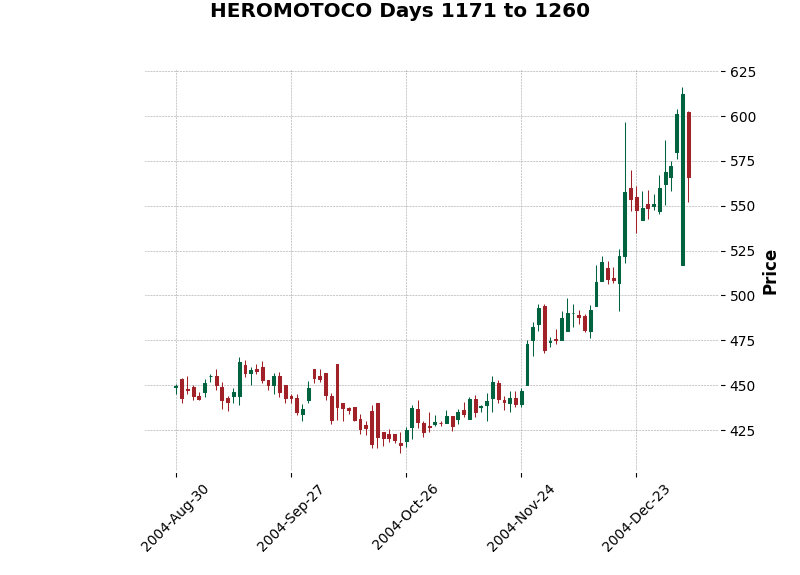 HEROMOTOCO Days 1171 to 1260
625
600
575
550
525
500
475
450
425
Price
2004-Aug-30
2004-Sep-27
2004-Oct-26
2004-Nov-24
2004-Dec-23